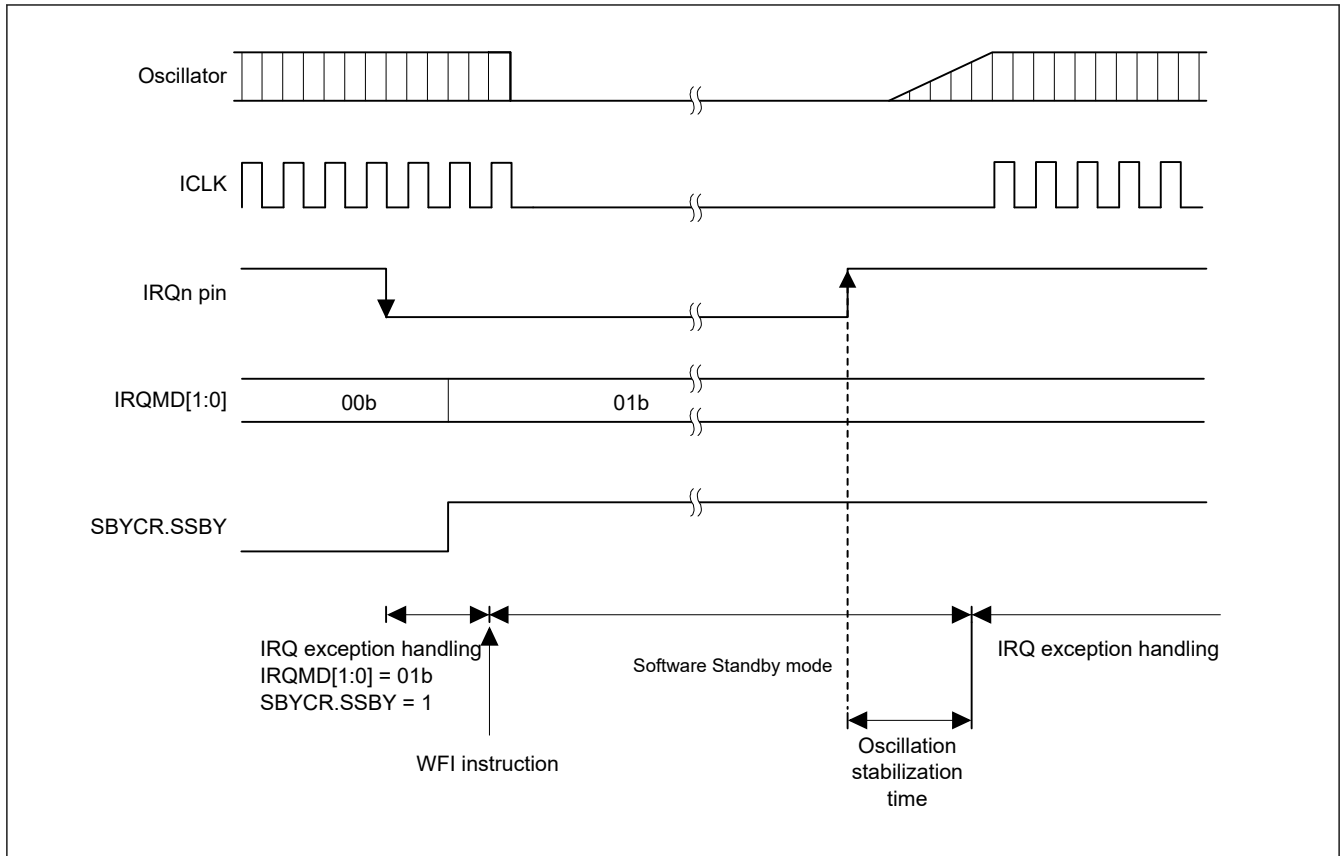 Oscillator
ICLK
IRQn pin
IRQMD[1:0]
00b
01b
SBYCR.SSBY
IRQ exception handling
IRQMD[1:0] = 01b
SBYCR.SSBY = 1
WFI instruction
Software Standby mode
IRQ exception handling
Oscillation
stabilization
time